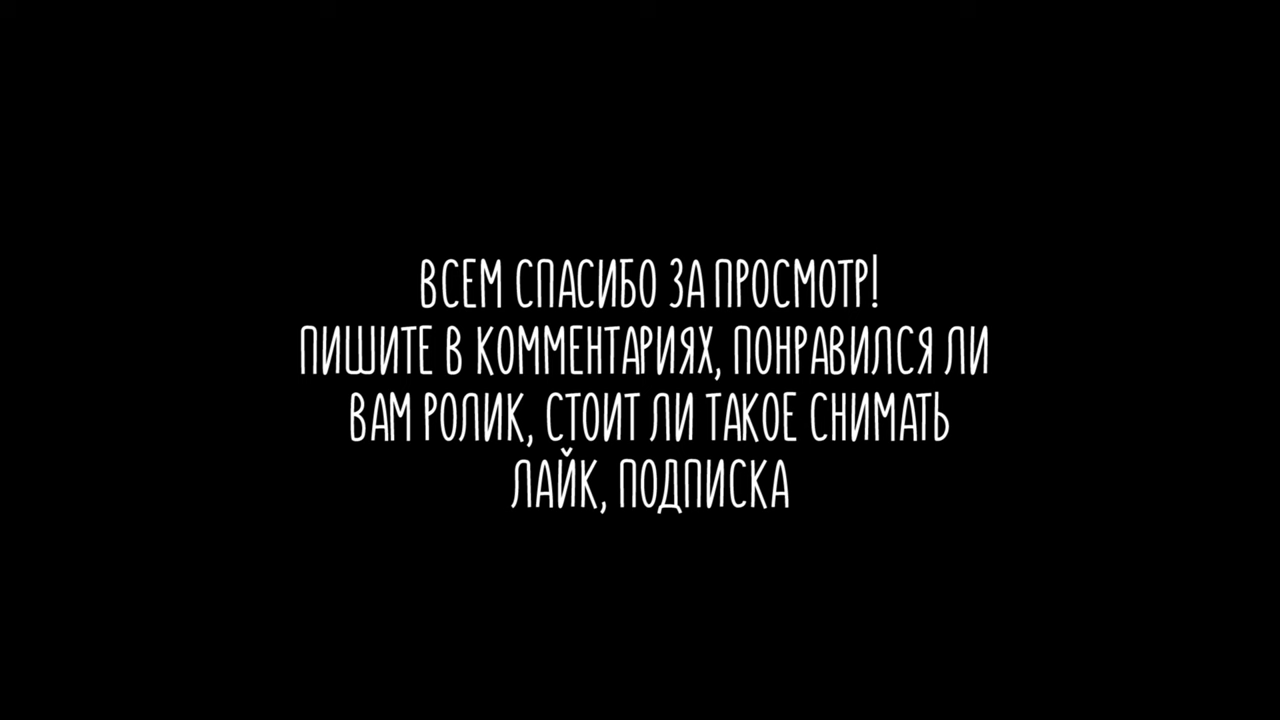 ВСЕМ СПАСИБО ЗА ПРОСМОТР!
ПИШИТЕ В КОММЕНТАРИЯХ, ПОНРАВИЛСЯ ЛИ
ВАМ РОЛИК, СТОИТ ЛИ ТАКОЕ СНИМАТЬ
ЛАЙК, ПОДПИСКА